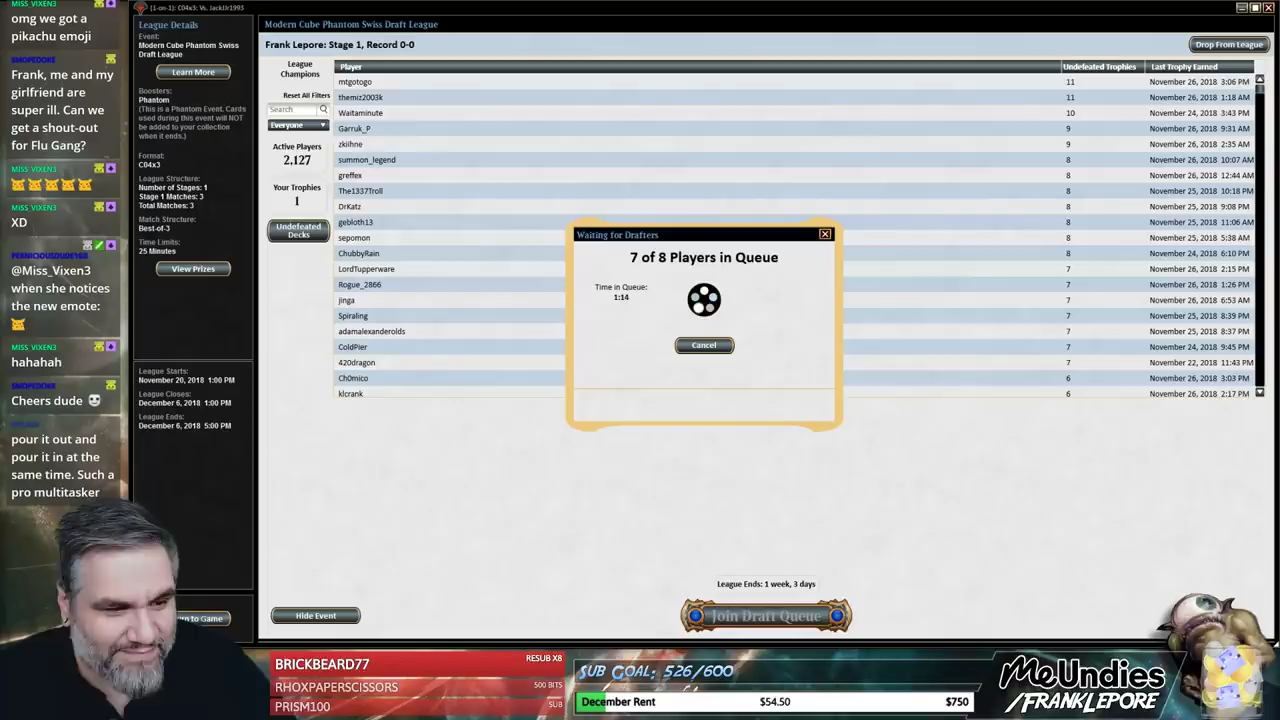 MISS_VIXEN3
omg we got a
pikachu emoji
SMOPEDOKE
Frank, me and my
girlfriend are
super ill. Can we
get a shout-out
for Flu Gang?
MISS_VIXEN3
MISS_VIXEN3
XD
PERNICIOUSDUDE168
@Miss_Vixen3
when she notices
the new emote:
MISS_VIXEN3
hahahah
SMOPEDOKE
Cheers dude
pour it out and
pour it in at the
same time. Such a
pro multitasker
(1-on-1): C04x3: Vs. JackJr1993
League Details
Event:
Modern Cube Phantom Swiss
Draft League
Learn More
Boosters:
Phantom
(This is a Phantom Event. Cards
used during this event will NOT
be added to your collection
when it ends.)
Format:
C04x3
League Structure:
Number of Stages: 1
Stage 1 Matches: 3
Total Matches: 3
Match Structure:
Best-of-3
Time Limits:
25 Minutes
View Prizes
League Starts:
November 20, 2018 1:00 PM
League Closes:
December 6, 2018 1:00 PM
League Ends:
December 6, 2018 5:00 PM
to Game
Modern Cube Phantom Swiss Draft League
Frank Lepore: Stage 1, Record 0-0
Drop From League
League
Champions
Reset All Filters
Search
Everyone
Active Players
2,127
Your Trophies
1
Undefeated
Decks
Player Undefeated Trophies Last Trophy Earned
mtgotogo 11 November 26, 2018 3:06 PM
themiz2003k 11 November 26, 2018 1:18 AM
Waitaminute 10 November 24, 2018 3:43 PM
Garruk_P 9 November 26, 2018 9:31 AM
zkiihne 9 November 26, 2018 2:35 AM
summon_legend 8 November 26, 2018 10:07 AM
greffex 8 November 26, 2018 12:44 AM
The1337Troll 8 November 25, 2018 10:18 PM
DrKatz 8 November 25, 2018 9:08 PM
gebloth13 8 November 25, 2018 11:06 AM
sepomon 8 November 25, 2018 5:38 AM
ChubbyRain 8 November 24, 2018 6:10 PM
LordTupperware 7 November 26, 2018 2:15 PM
Rogue_2866 7 November 26, 2018 1:26 PM
jinga 7 November 26, 2018 6:53 AM
Spiraling 7 November 25, 2018 8:39 PM
adamalexanderolds 7 November 25, 2018 8:37 PM
ColdPier 7 November 24, 2018 9:45 PM
420dragon 7 November 22, 2018 11:43 PM
Ch0mico 6 November 26, 2018 3:03 PM
klcrank 6 November 26, 2018 2:17 PM
Waiting for Drafters
7 of 8 Players in Queue
Time in Queue:
1:14
Cancel
League Ends: 1 week, 3 days
Hide Event
Join Draft Queue
BRICKBEARD77 RESUB X8
RHOXPAPERSCISSORS 500 BITS
PRISM100 SUB
SUB GOAL: 526/600
December Rent $54.50 $750
MeUndies
/FRANKLEPORE